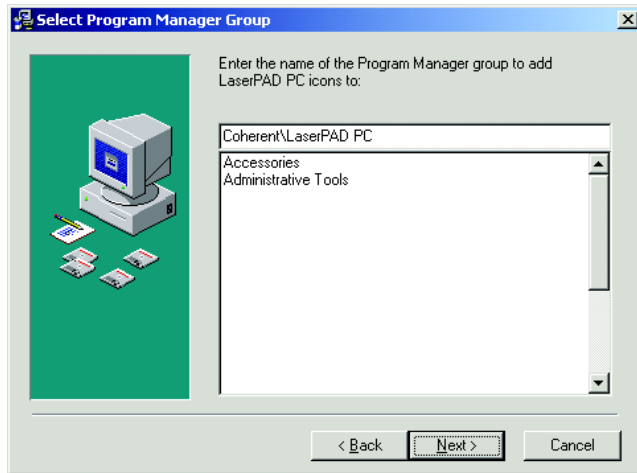 Select Program Manager Group
Enter the name of the Program Manager group to add
LaserPAD PC icons to:
Coherent\LaserPAD PC
Accessories
Administrative Tools
< Back
Next >
Cancel